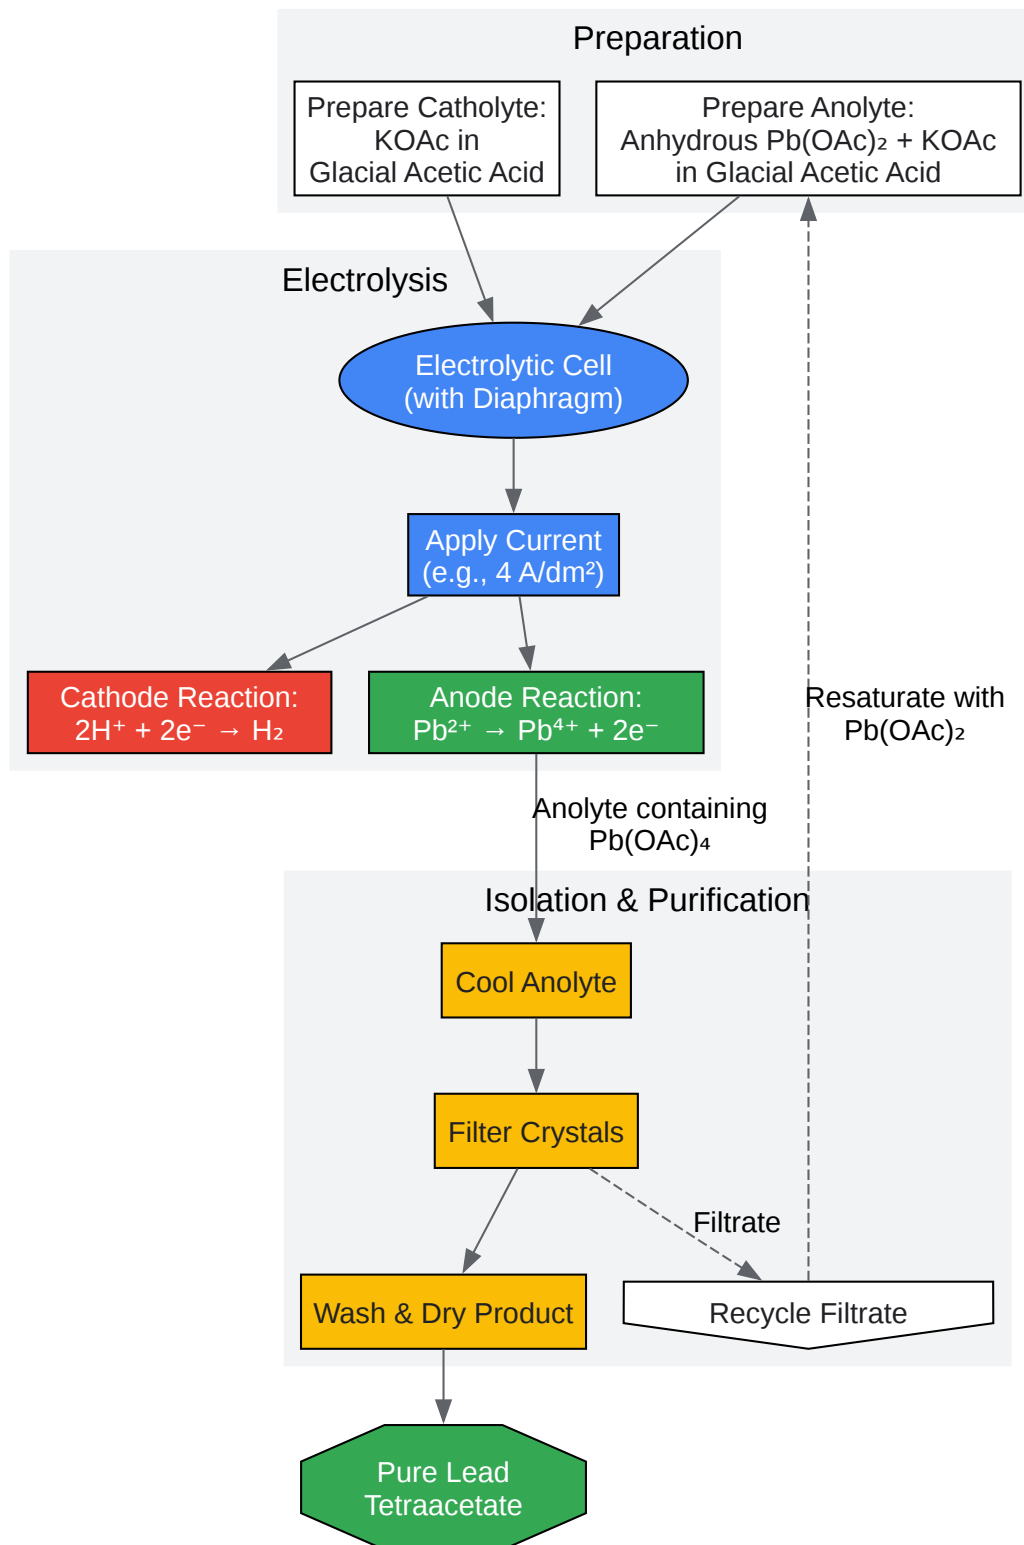 Preparation
Prepare Catholyte:
KOAc in
Glacial Acetic Acid
Prepare Anolyte:
Anhydrous Pb(OAc)₂ + KOAc
in Glacial Acetic Acid
Electrolysis
Electrolytic Cell
(with Diaphragm)
Apply Current
(e.g., 4 A/dm²)
Cathode Reaction:
2H⁺ + 2e⁻ → H₂
Anode Reaction:
Pb²⁺ → Pb⁴⁺ + 2e⁻
Resaturate with
Pb(OAc)₂
Anolyte containing
Pb(OAc)₄
Isolation & Purification
Cool Anolyte
Filter Crystals
Filtrate
Wash & Dry Product
Recycle Filtrate
Pure Lead
Tetraacetate